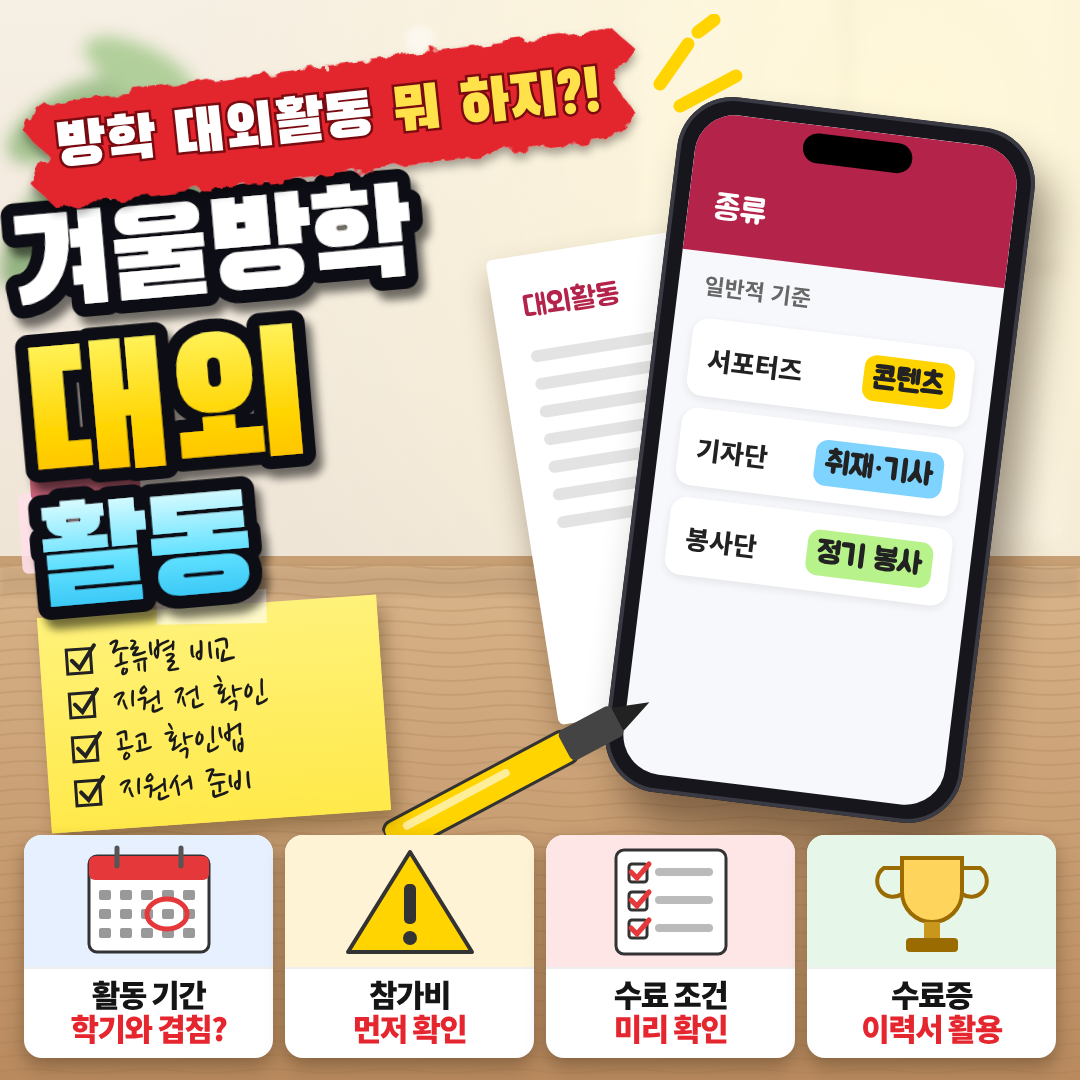 방학 대외활동 뭐 하지?!
겨울방학
대외
활동
대외활동
종류
일반적 기준
서포터즈 콘텐츠
기자단 취재·기사
봉사단 정기 봉사
종류별 비교
지원 전 확인
공고 확인법
지원서 준비
활동 기간
학기와 겹침?
참가비
먼저 확인
수료 조건
미리 확인
수료증
이력서 활용